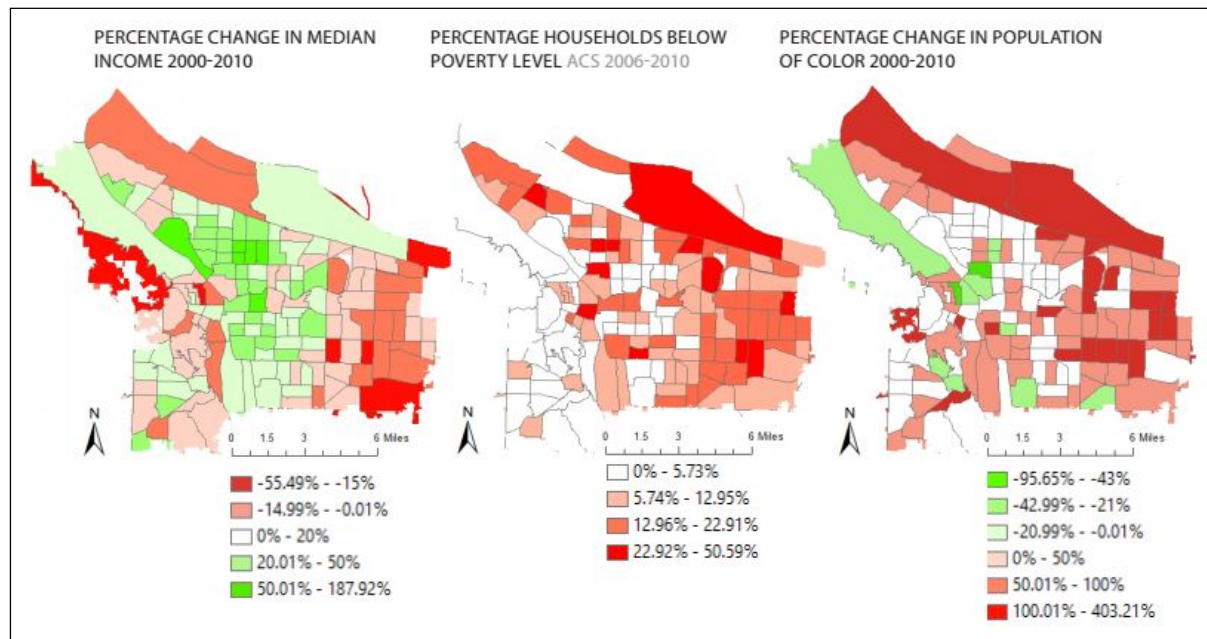 PERCENTAGE CHANGE IN MEDIAN
INCOME 2000-2010
PERCENTAGE HOUSEHOLDS BELOW
POVERTY LEVEL ACS 2006-2010
PERCENTAGE CHANGE IN POPULATION
OF COLOR 2000-2010
N
0 1.5 3 6 Miles
-55.49% - -15%
-14.99% - -0.01%
0% - 20%
20.01% - 50%
50.01% - 187.92%
N
0 1.5 3 6 Miles
0% - 5.73%
5.74% - 12.95%
12.96% - 22.91%
22.92% - 50.59%
N
0 1.5 3 6 Miles
-95.65% - -43%
-42.99% - -21%
-20.99% - -0.01%
0% - 50%
50.01% - 100%
100.01% - 403.21%